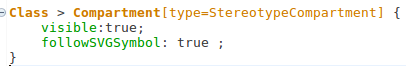 Class > Compartment[type=StereotypeCompartment] {
    visible:true;
    followSVGSymbol: true ;
}